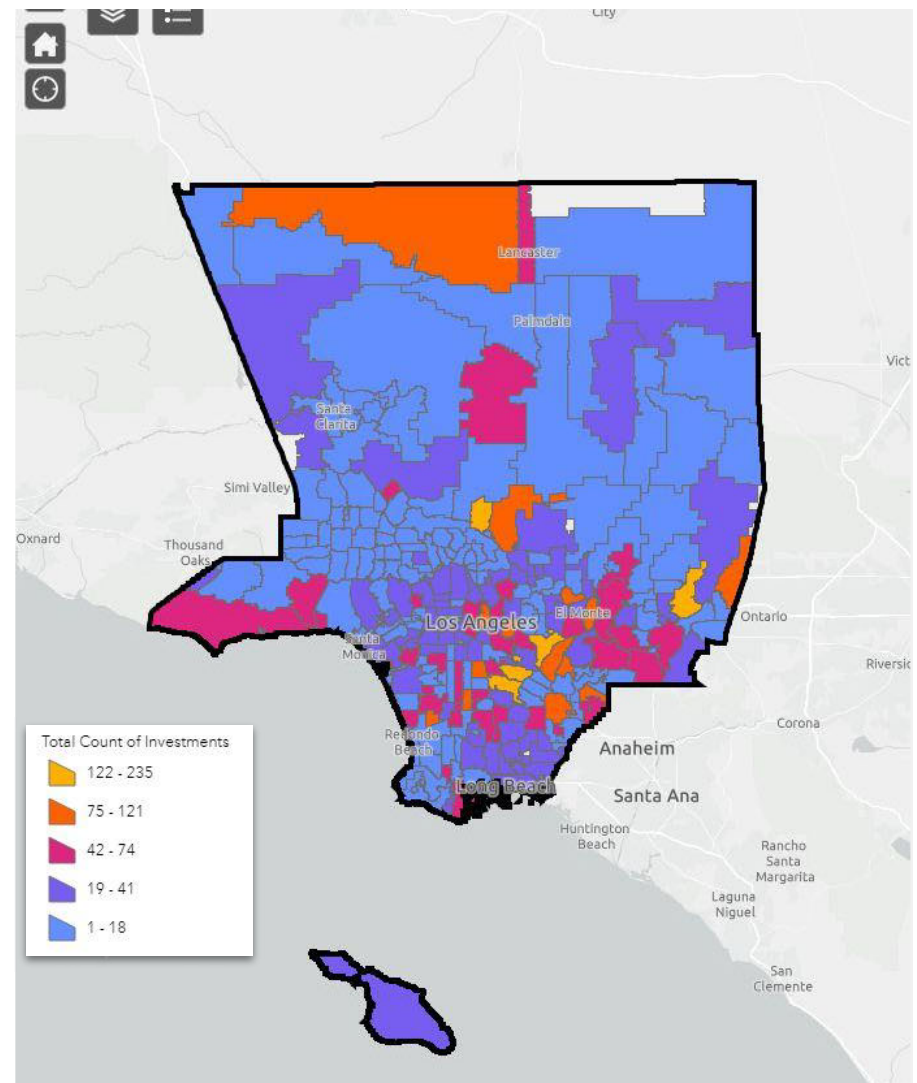 City
Lancaster
Palmdale
Vict
Santa
Clarita
Simi Valley
Oxnard
Thousand
Oaks
Ontario
El Monte
Los Angeles
Santa
Monica
Riversic
Corona
Redondo
Beach
Anaheim
Long Beach
Santa Ana
Huntington
Beach
Rancho
Santa
Margarita
Laguna
Niguel
San
Clemente
Total Count of Investments
122 - 235
75 - 121
42 - 74
19 - 41
1 - 18